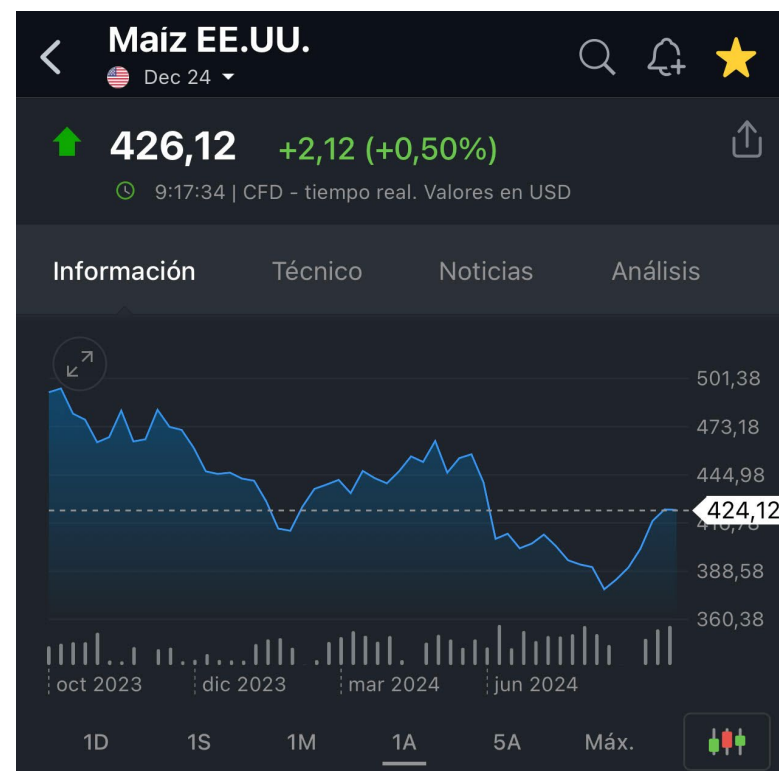 Maíz EE.UU.
Dec 24
426,12 +2,12 (+0,50%)
9:17:34 | CFD - tiempo real. Valores en USD
Información Técnico Noticias Análisis
501,38
473,18
444,98
424,12
388,58
360,38
oct 2023 dic 2023 mar 2024 jun 2024
1D 1S 1M 1A 5A Máx.